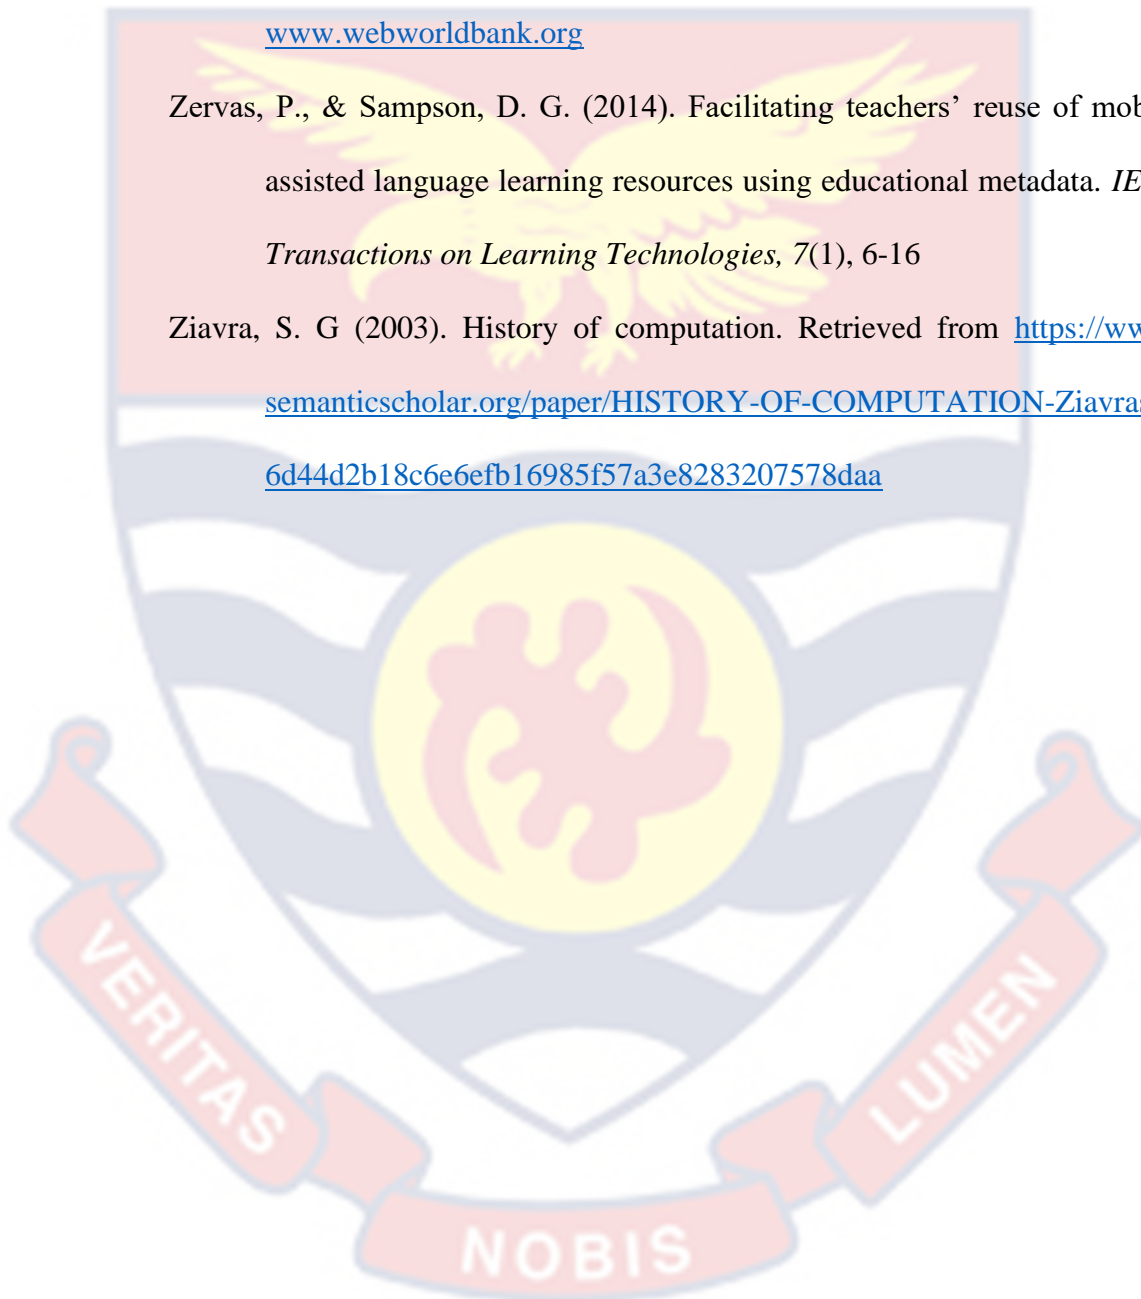 www.webworldbank.org
Zervas, P., & Sampson, D. G. (2014). Facilitating teachers’ reuse of mob
assisted language learning resources using educational metadata. IE
Transactions on Learning Technologies, 7(1), 6-16
Ziavra, S. G (2003). History of computation. Retrieved from https://ww
semanticscholar.org/paper/HISTORY-OF-COMPUTATION-Ziavras
6d44d2b18c6e6efb16985f57a3e8283207578daa
VERITAS
NOBIS
LUMEN